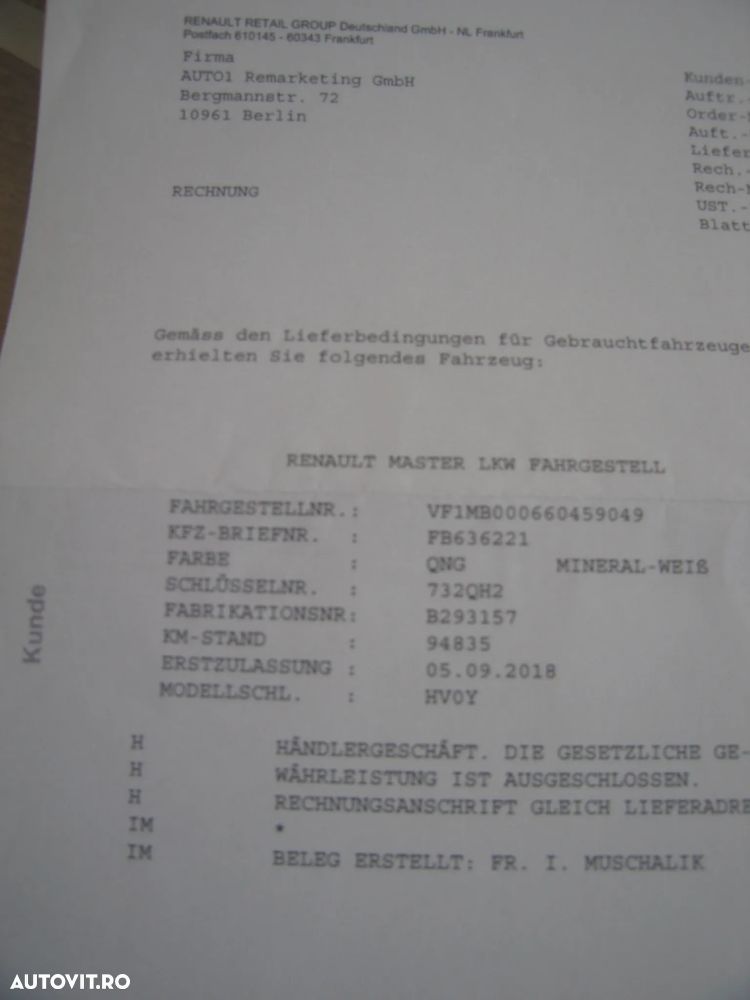 RENAULT RETAIL GROUP Deutschland GmbH - NL Frankfurt
Postfach 610145 - 60343 Frankfurt
Firma
AUTO1 Remarketing GmbH
Bergmannstr. 72
10961 Berlin
Kunden-
Auftr.-
Order-
Auft.-
Liefer
Rech.-
Rech-
UST.-
Blatt
RECHNUNG
Gemäss den Lieferbedingungen für Gebrauchtfahrzeuge
erhielten Sie folgendes Fahrzeug:
RENAULT MASTER LKW FAHRGESTELL
FAHRGESTELLNR.: VF1MB000660459049
KFZ-BRIEFNR. : FB636221
FARBE : QNG MINERAL-WEIß
SCHLÜSSELNR. : 732QH2
FABRIKATIONSNR: B293157
KM-STAND : 94835
ERSTZULASSUNG : 05.09.2018
MODELLSCHL. : HV0Y
Kunde
H HÄNDLERGESCHÄFT. DIE GESETZLICHE GE-
H WÄHRLEISTUNG IST AUSGESCHLOSSEN.
H RECHNUNGSANSCHRIFT GLEICH LIEFERADRE
IM *
IM BELEG ERSTELLT: FR. I. MUSCHALIK
AUTOVIT.RO